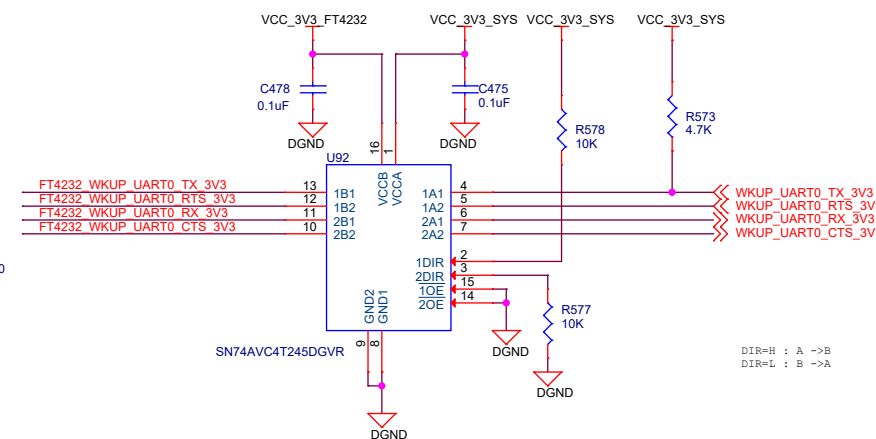 VCC_3V3_FT4232
VCC_3V3_SYS
VCC_3V3_SYS
VCC_3V3_SYS
C478
0.1uF
C475
0.1uF
R578
10K
R573
4.7K
DGND
DGND
U92
16
1
VCCB
VCCA
FT4232_WKUP_UART0_TX_3V3
13
1B1
1A1
4
WKUP_UART0_TX_3V3
FT4232_WKUP_UART0_RTS_3V3
12
1B2
1A2
5
WKUP_UART0_RTS_3V
FT4232_WKUP_UART0_RX_3V3
11
2B1
2A1
6
WKUP_UART0_RX_3V3
FT4232_WKUP_UART0_CTS_3V3
10
2B2
2A2
7
WKUP_UART0_CTS_3V
1DIR
2
2DIR
3
1OE
15
2OE
14
0
GND2
GND1
9
8
R577
10K
SN74AVC4T245DGVR
DGND
DGND
DGND
DIR=H : A ->B
DIR=L : B ->A